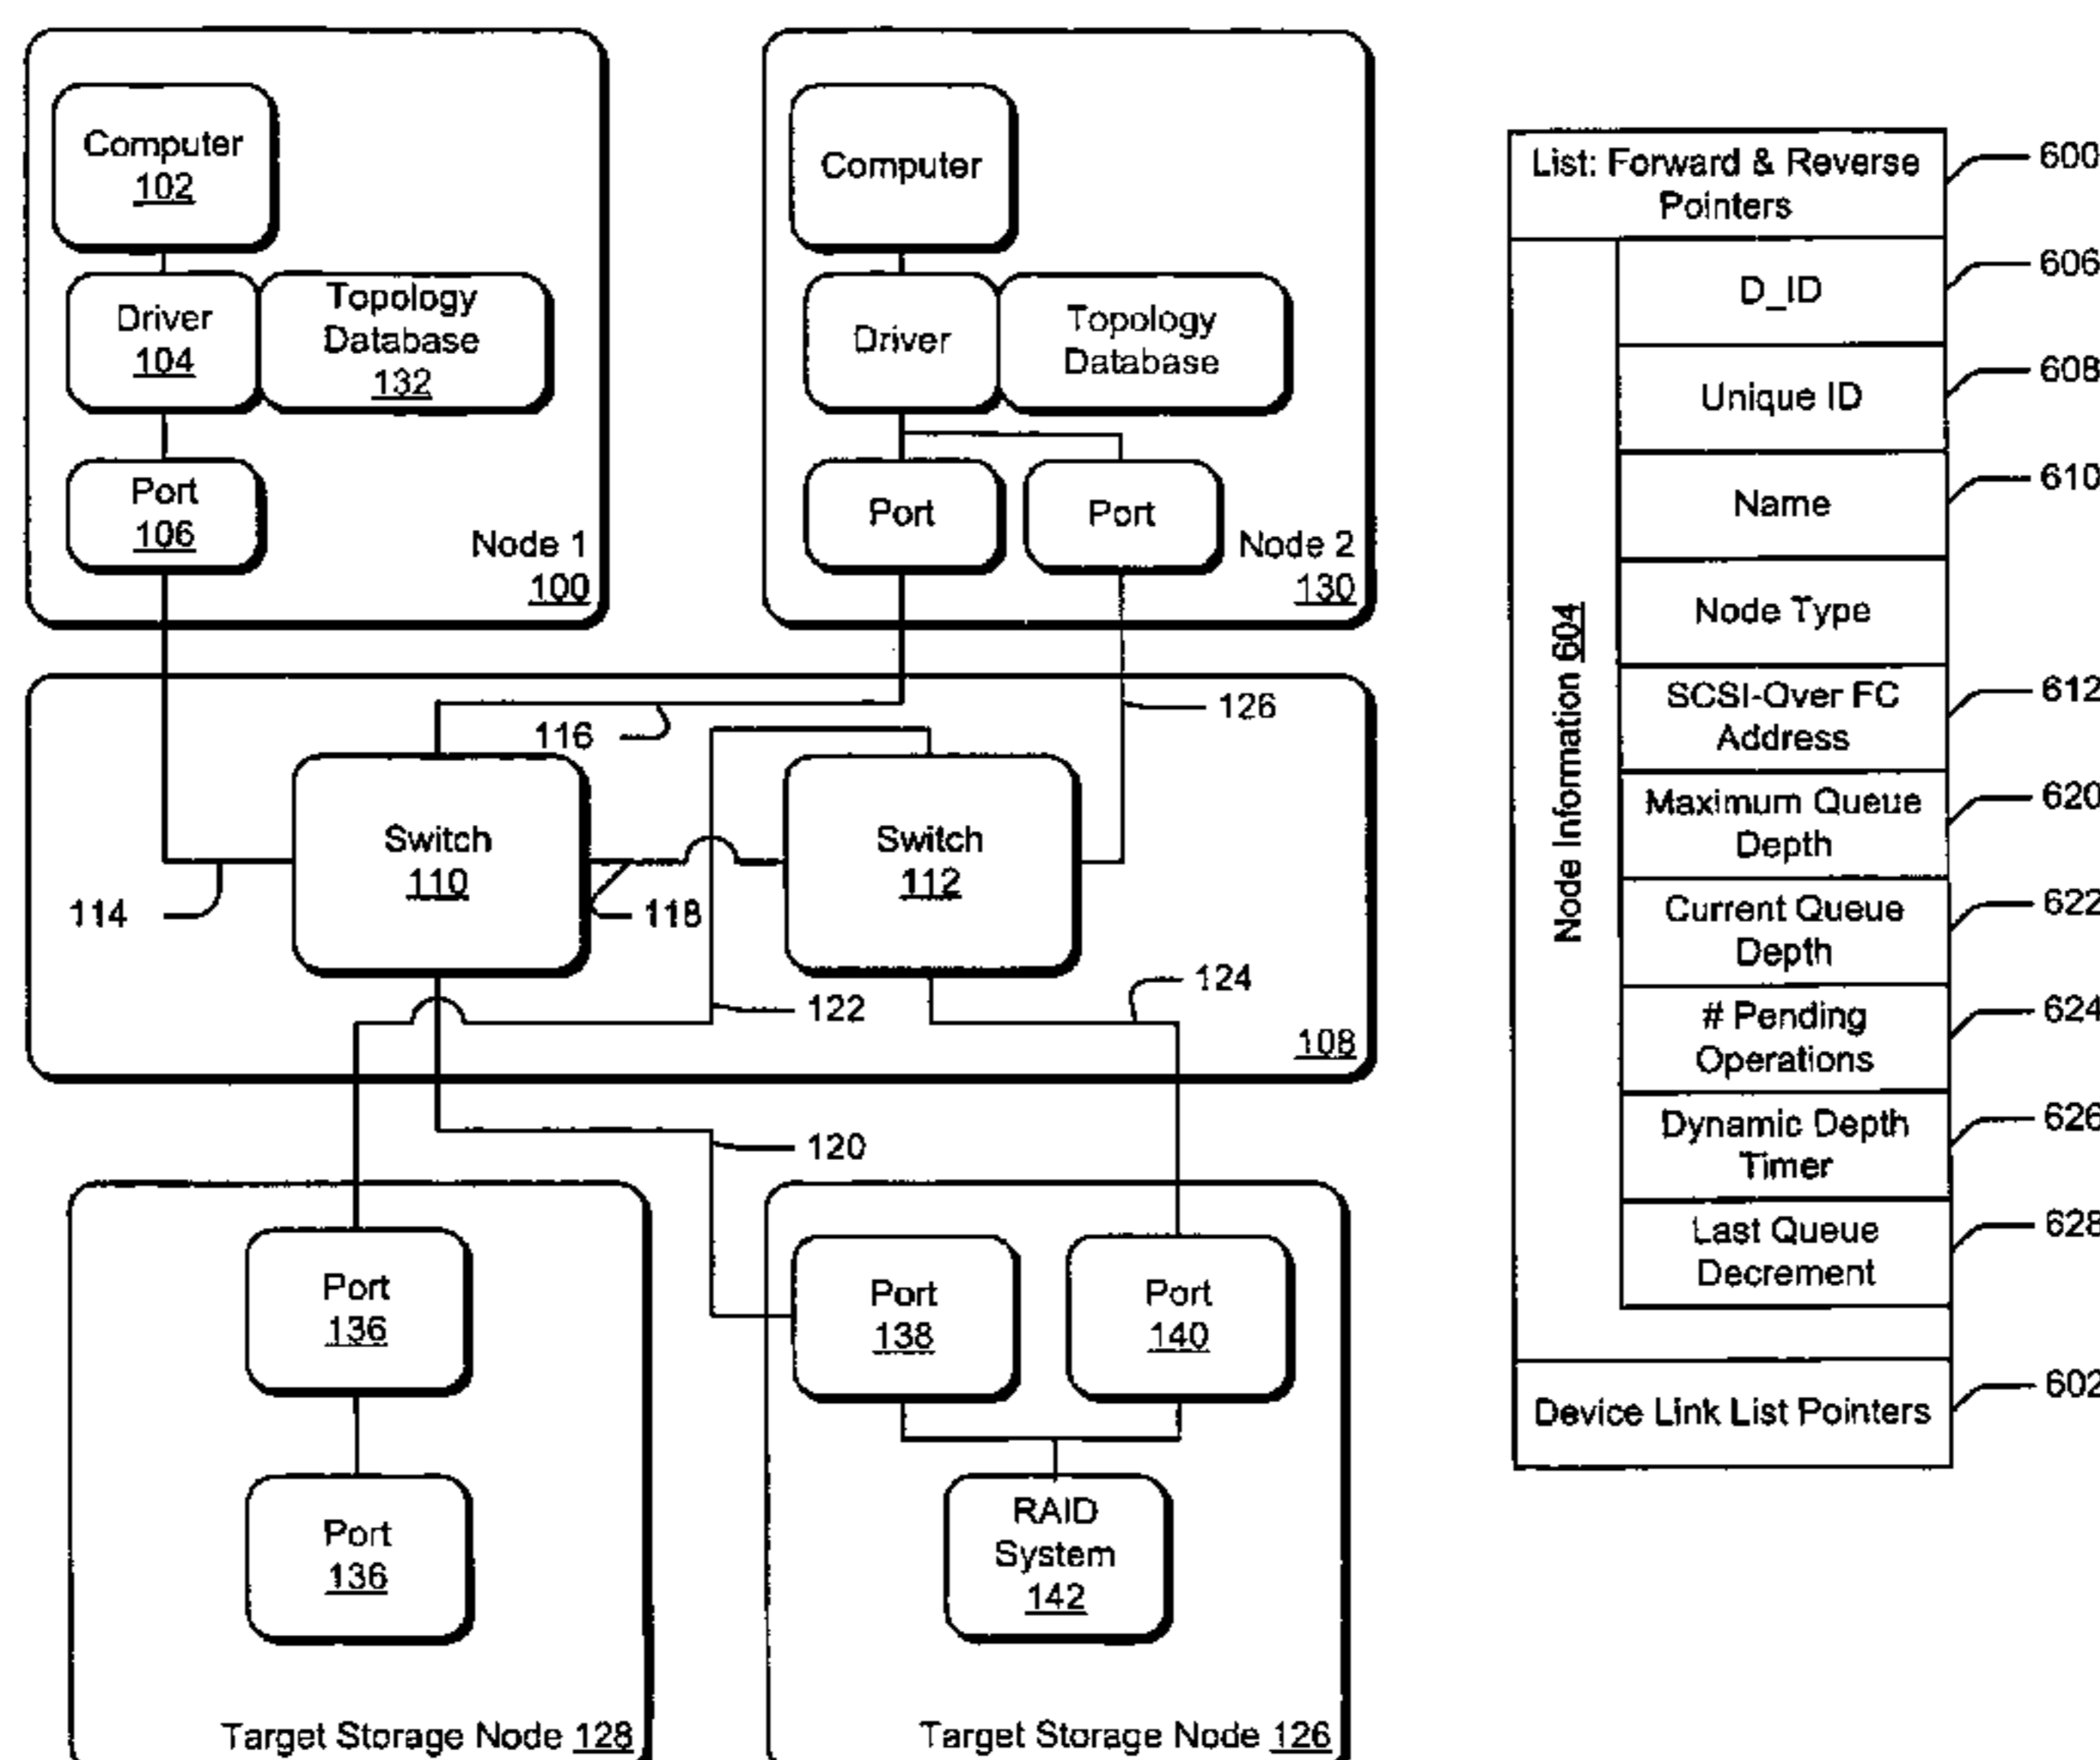 Computer
102
Driver
104
Topology
Database
132
Port
106
Node 1
100
Computer
Driver
Topology
Database
Port
Port
Node 2
130
116
126
Switch
110
Switch
112
114
118
122
124
108
120
Port
136
Port
136
Target Storage Node 128
Port
138
Port
140
RAID
System
142
Target Storage Node 126
List: Forward & Reverse
Pointers
600
Node Information 604
D_ID
606
Unique ID
608
Name
610
Node Type
SCSI-Over FC
Address
612
Maximum Queue
Depth
620
Current Queue
Depth
622
# Pending
Operations
624
Dynamic Depth
Timer
626
Last Queue
Decrement
628
Device Link List Pointers
602